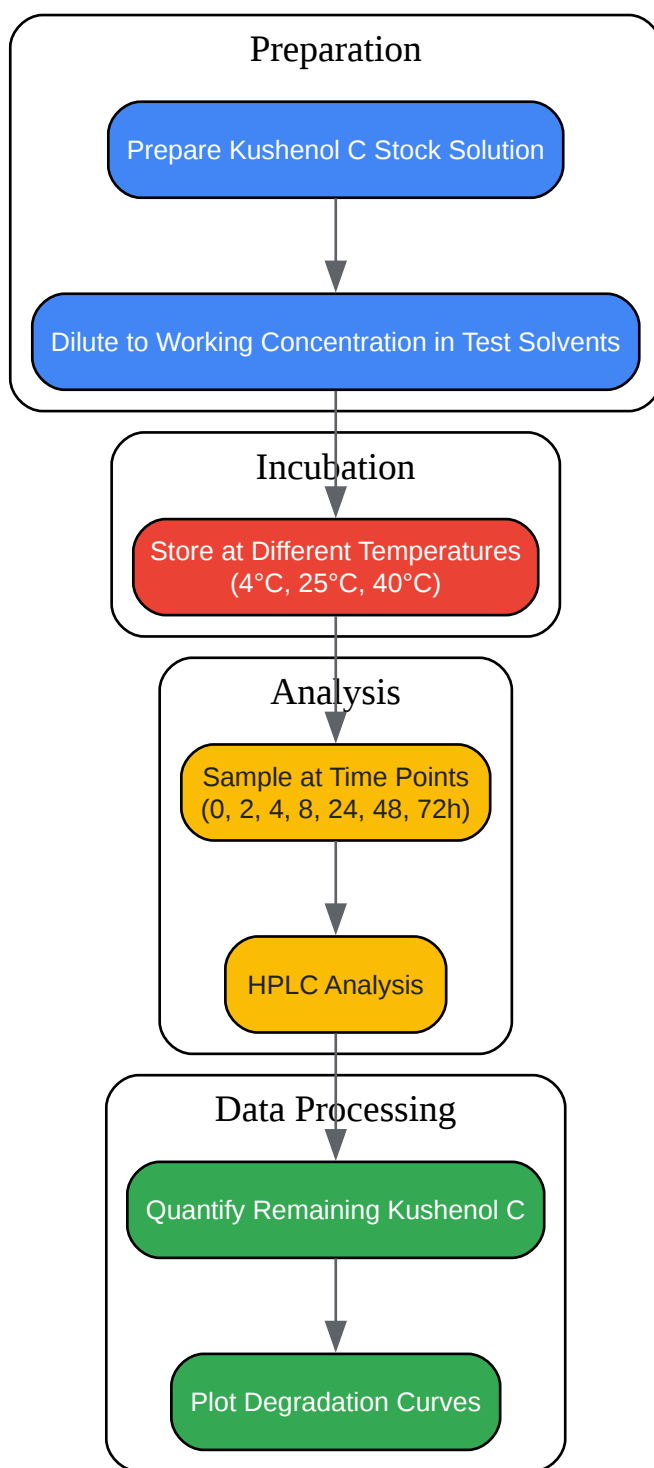 Preparation
Prepare Kushenol C Stock Solution
Dilute to Working Concentration in Test Solvents
Incubation
Store at Different Temperatures
(4°C, 25°C, 40°C)
Analysis
Sample at Time Points
(0, 2, 4, 8, 24, 48, 72h)
HPLC Analysis
Data Processing
Quantify Remaining Kushenol C
Plot Degradation Curves